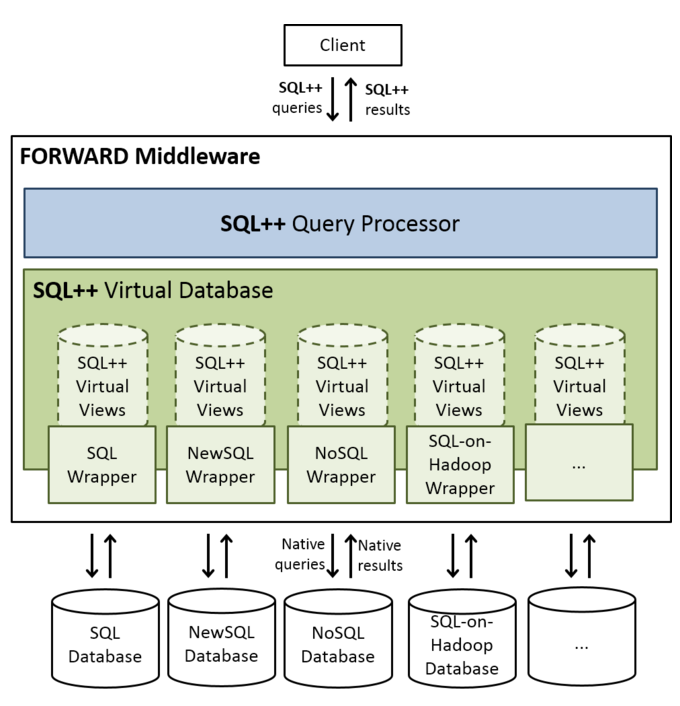 Client
SQL++
queries
SQL++
results
FORWARD Middleware
SQL++ Query Processor
SQL++ Virtual Database
SQL++
Virtual
Views
SQL++
Virtual
Views
SQL++
Virtual
Views
SQL++
Virtual
Views
SQL++
Virtual
Views
SQL
Wrapper
NewSQL
Wrapper
NoSQL
Wrapper
SQL-on-
Hadoop
Wrapper
...
Native
queries
Native
results
SQL
Database
NewSQL
Database
NoSQL
Database
SQL-on-
Hadoop
Database
...